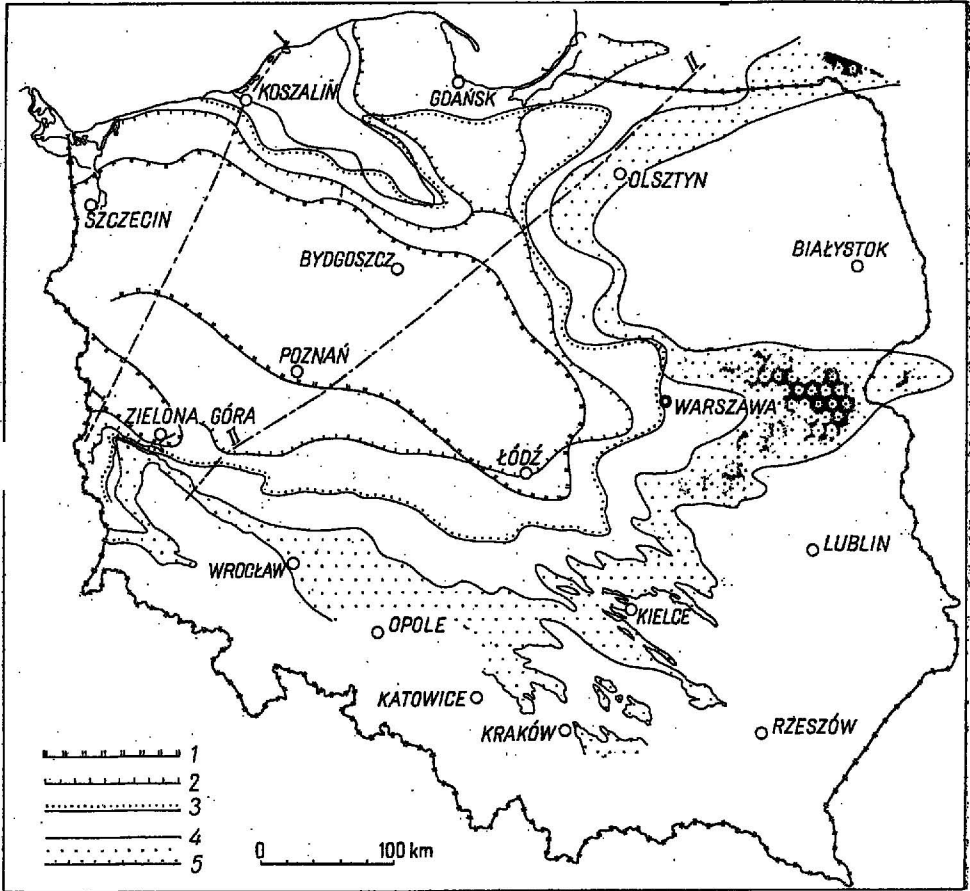 KOSZALIŃ
GDAŃSK
II
OLSZTYN
SZCZECIN
BYDGOSZCZ
BIAŁYSTOK
POZNAŃ
WARSZAWA
ZIELONA GÓRA
II
ŁÓDŹ
LUBLIN
WROCŁAW
KIELCE
OPOLE
KATOWICE
KRAKÓW
RZESZÓW
1
2
3
4
5
0 100 km